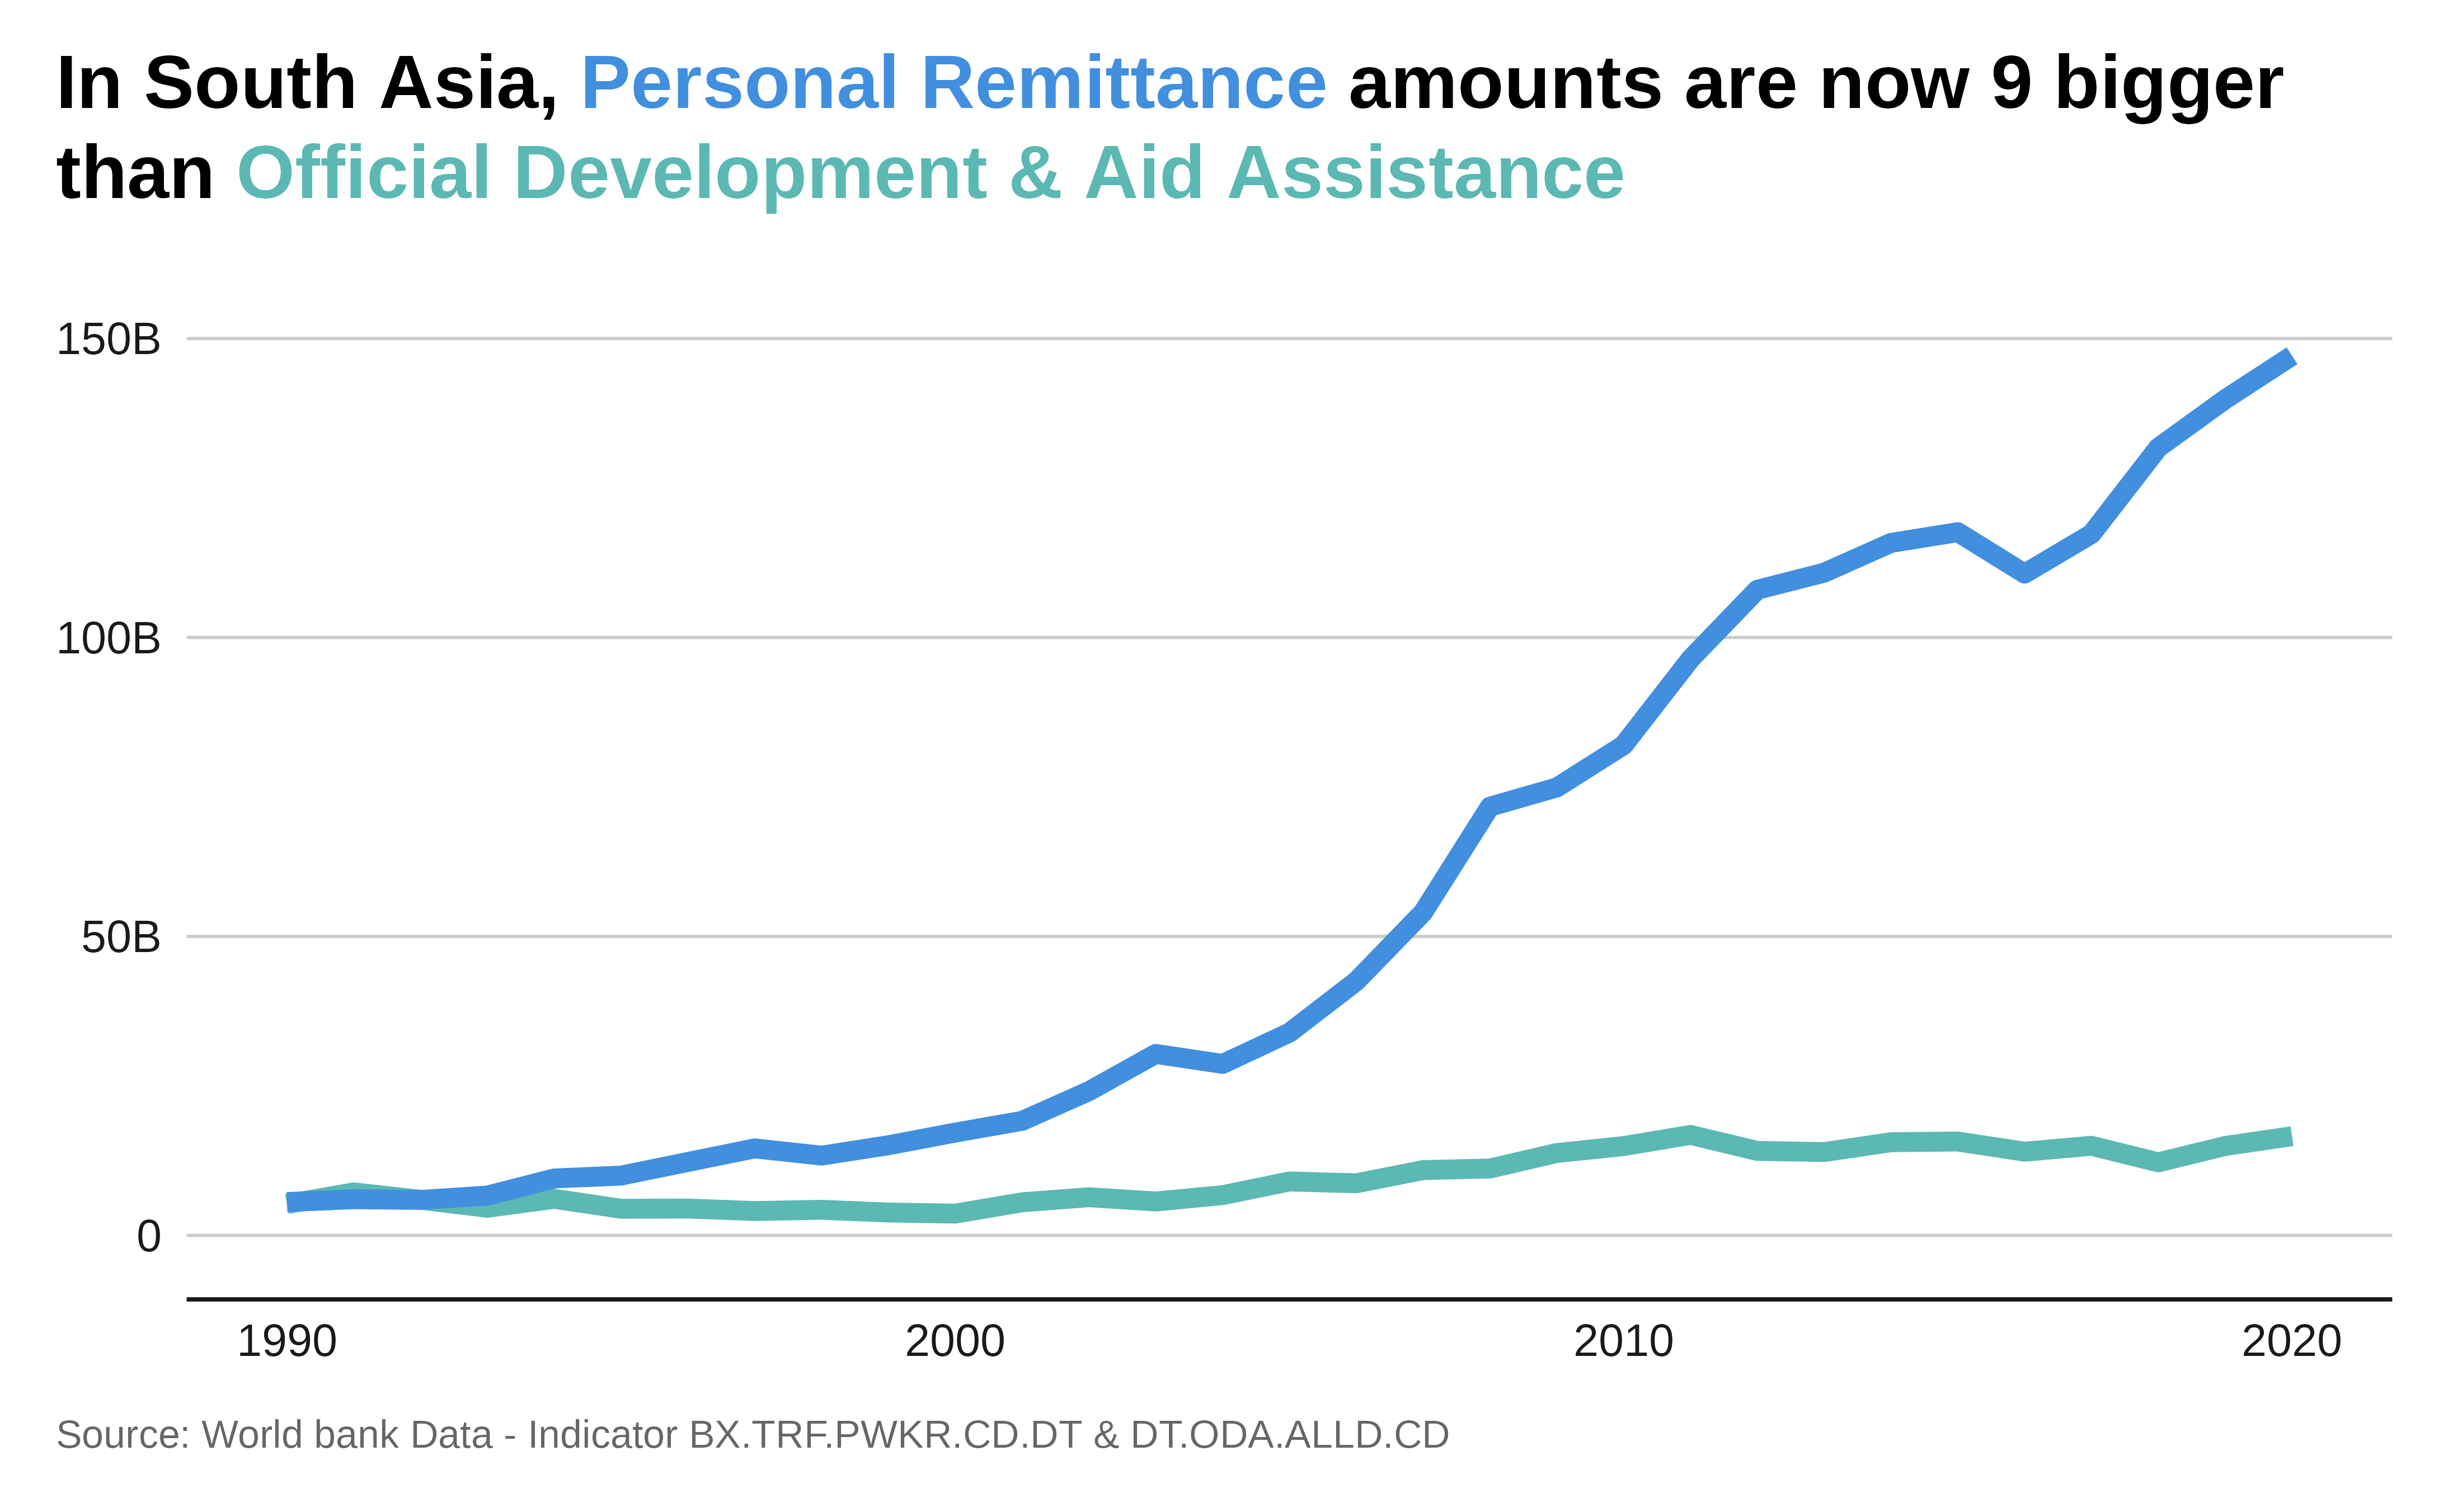 In South Asia, Personal Remittance amounts are now 9 bigger
than Official Development & Aid Assistance
150B
100B
50B
0
1990 2000 2010 2020
Source: World bank Data - Indicator BX.TRF.PWKR.CD.DT & DT.ODA.ALLD.CD